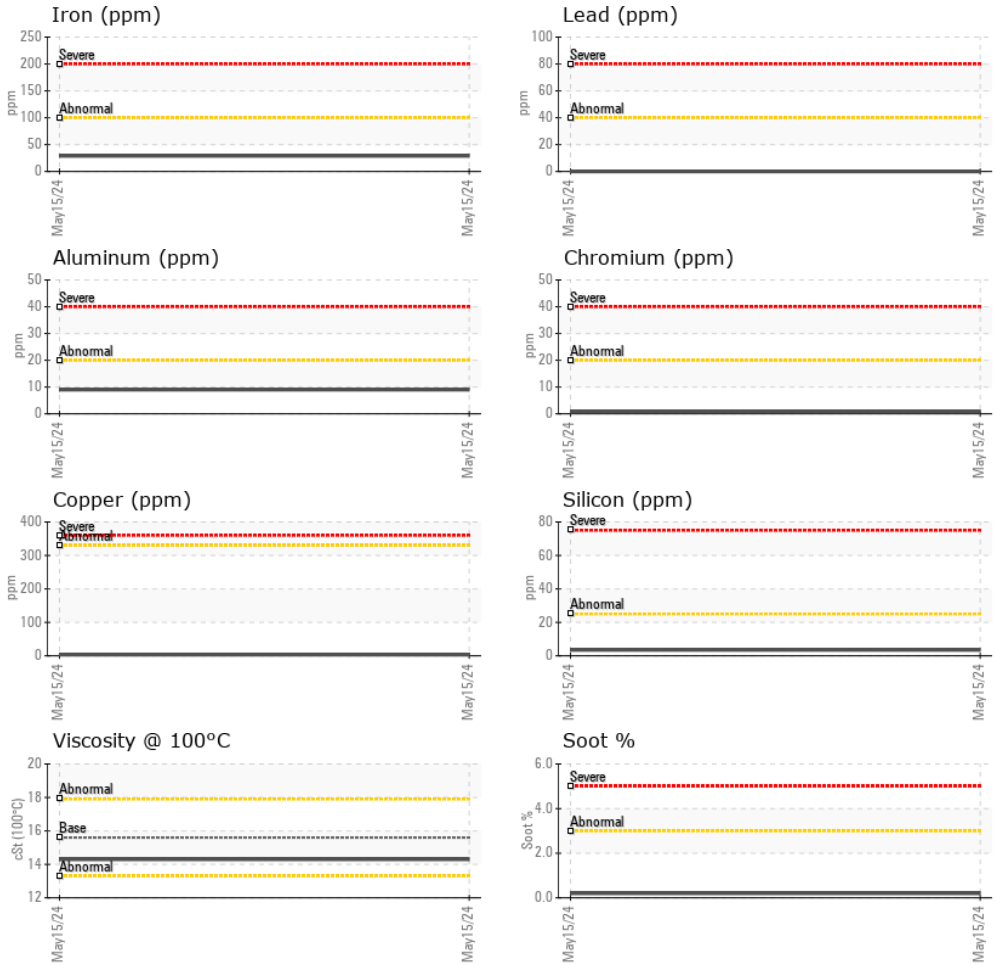 Iron (ppm)
250
200
150
100
50
0
ppm
Severe
Abnormal
May15/24
May15/24
Lead (ppm)
100
80
60
40
20
0
ppm
Severe
Abnormal
May15/24
May15/24
Aluminum (ppm)
50
40
30
20
10
0
ppm
Severe
Abnormal
May15/24
May15/24
Chromium (ppm)
50
40
30
20
10
0
ppm
Severe
Abnormal
May15/24
May15/24
Copper (ppm)
400
300
200
100
0
ppm
Severe
Abnormal
May15/24
May15/24
Silicon (ppm)
80
60
40
20
0
ppm
Severe
Abnormal
May15/24
May15/24
Viscosity @ 100°C
20
18
16
14
12
cSt (100°C)
Abnormal
Base
Abnormal
May15/24
May15/24
Soot %
6.0
4.0
2.0
0.0
Soot %
Severe
Abnormal
May15/24
May15/24